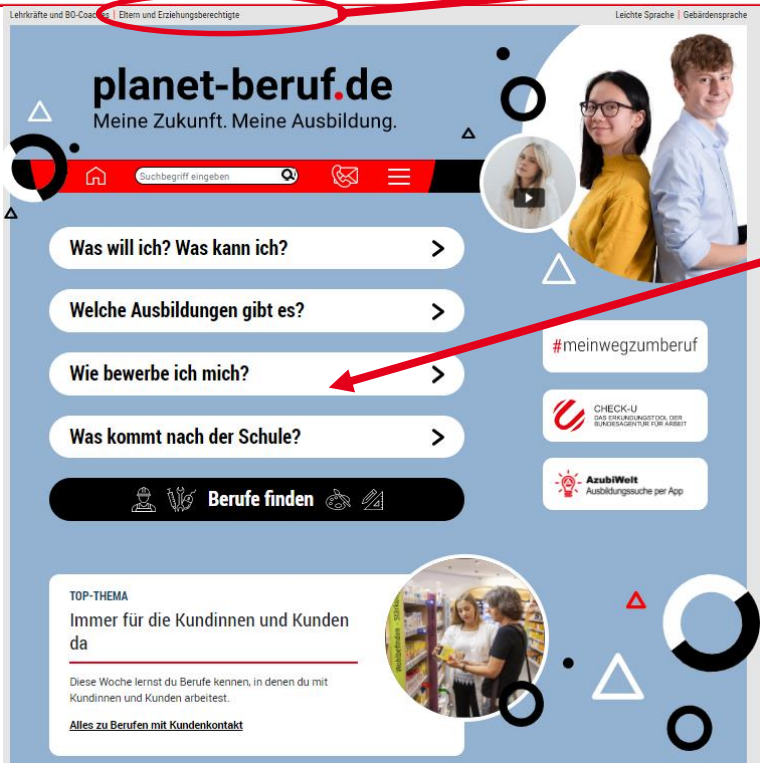 Lehrkräfte und BO-Coaches | Eltern und Erziehungsberechtigte
Leichte Sprache | Gebärdensprache
planet-beruf.de
Meine Zukunft. Meine Ausbildung.
Suchbegriff eingeben
Was will ich? Was kann ich?
Welche Ausbildungen gibt es?
Wie bewerbe ich mich?
Was kommt nach der Schule?
Berufe finden
#meinwegzumberuf
CHECK-U
DAS ERKUNDUNGSTOOL DER
BUNDESAGENTUR FÜR ARBEIT
AzubiWelt
Ausbildungssuche per App
TOP-THEMA
Immer für die Kundinnen und Kunden
da
Diese Woche lernst du Berufe kennen, in denen du mit
Kundinnen und Kunden arbeitest.
Alles zu Berufen mit Kundenkontakt
Wohlbefinden - Stärke